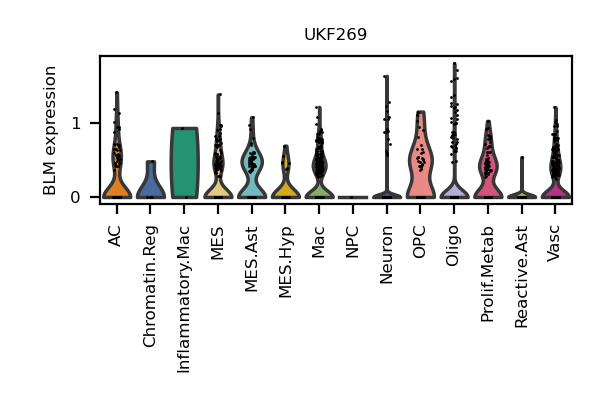 UKF269
BLM expression
1
0
AC
Chromatin.Reg
Inflammatory.Mac
MES
MES.Ast
MES.Hyp
Mac
NPC
Neuron
OPC
Oligo
Prolif.Metab
Reactive.Ast
Vasc